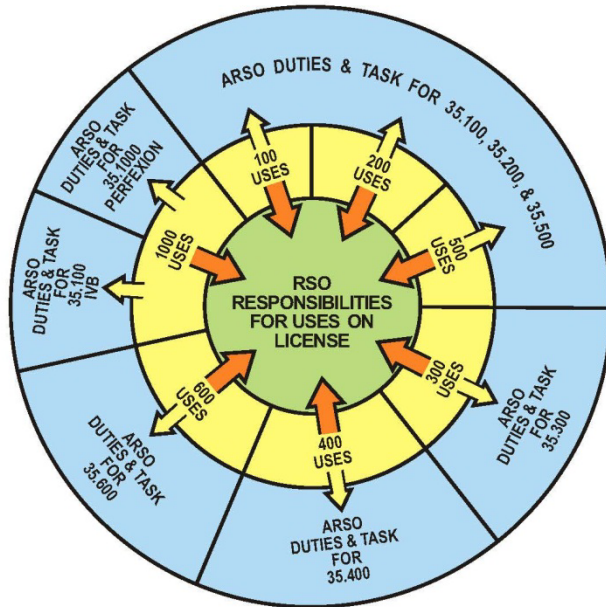 ARSO DUTIES & TASK FOR 35.100, 35.200, & 35.500
ARSO
DUTIES & TASK
FOR
35.1000
PERFEXION
100
USES
200
USES
500
USES
1000
USES
RSO
RESPONSIBILITIES
FOR USES ON
LICENSE
ARSO
DUTIES & TASK
FOR
35.100
IVB
600
USES
400
USES
300
USES
ARSO
DUTIES & TASK
FOR
35.300
ARSO
DUTIES & TASK
FOR
35.600
ARSO
DUTIES & TASK
FOR
35.400